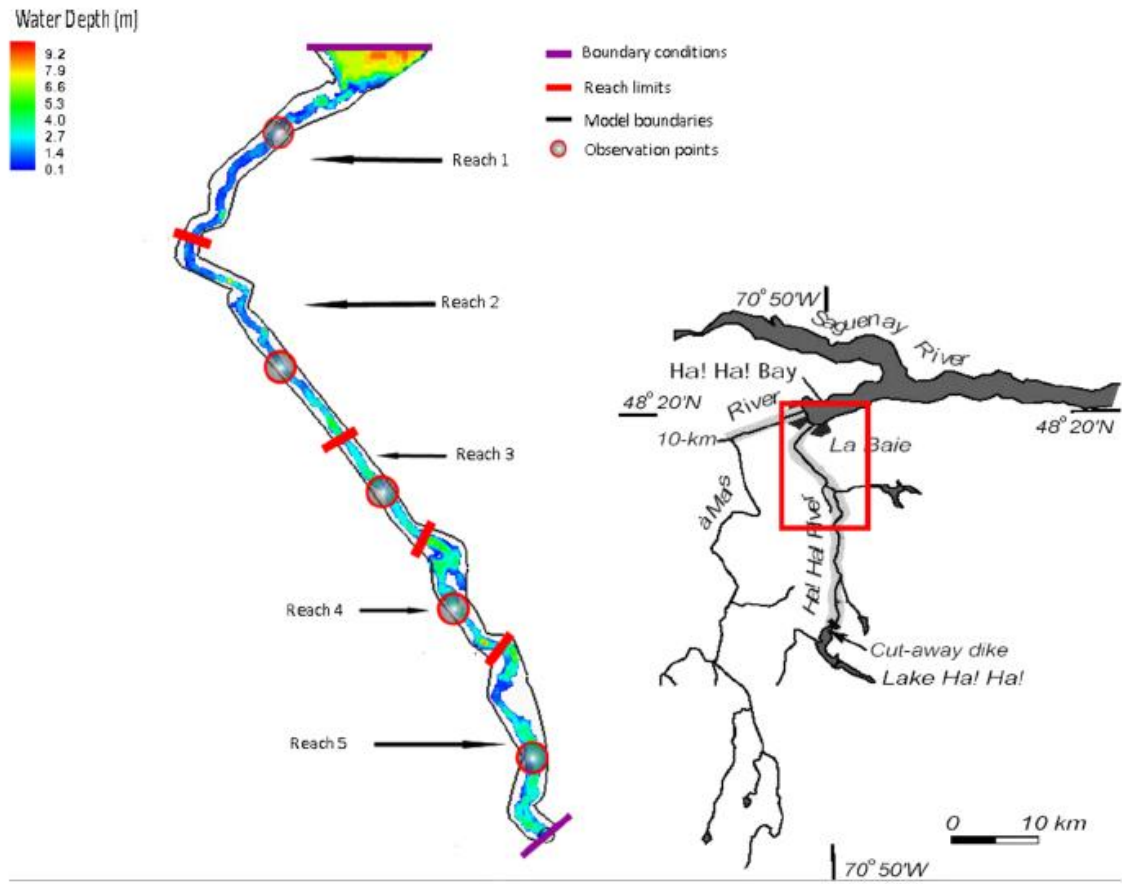 Water Depth (m)
9.2
7.9
6.6
5.3
4.0
2.7
1.4
0.1
Boundary conditions
Reach limits
Model boundaries
Observation points
Reach 1
Reach 2
Reach 3
Reach 4
Reach 5
70° 50'W
Saguenay River
Ha! Ha! Bay
48° 20'N
River
10-km
48° 20'N
La Baie
à Mars
Ha! Ha! River
Cut-away dike
Lake Ha! Ha!
0 10 km
70° 50'W